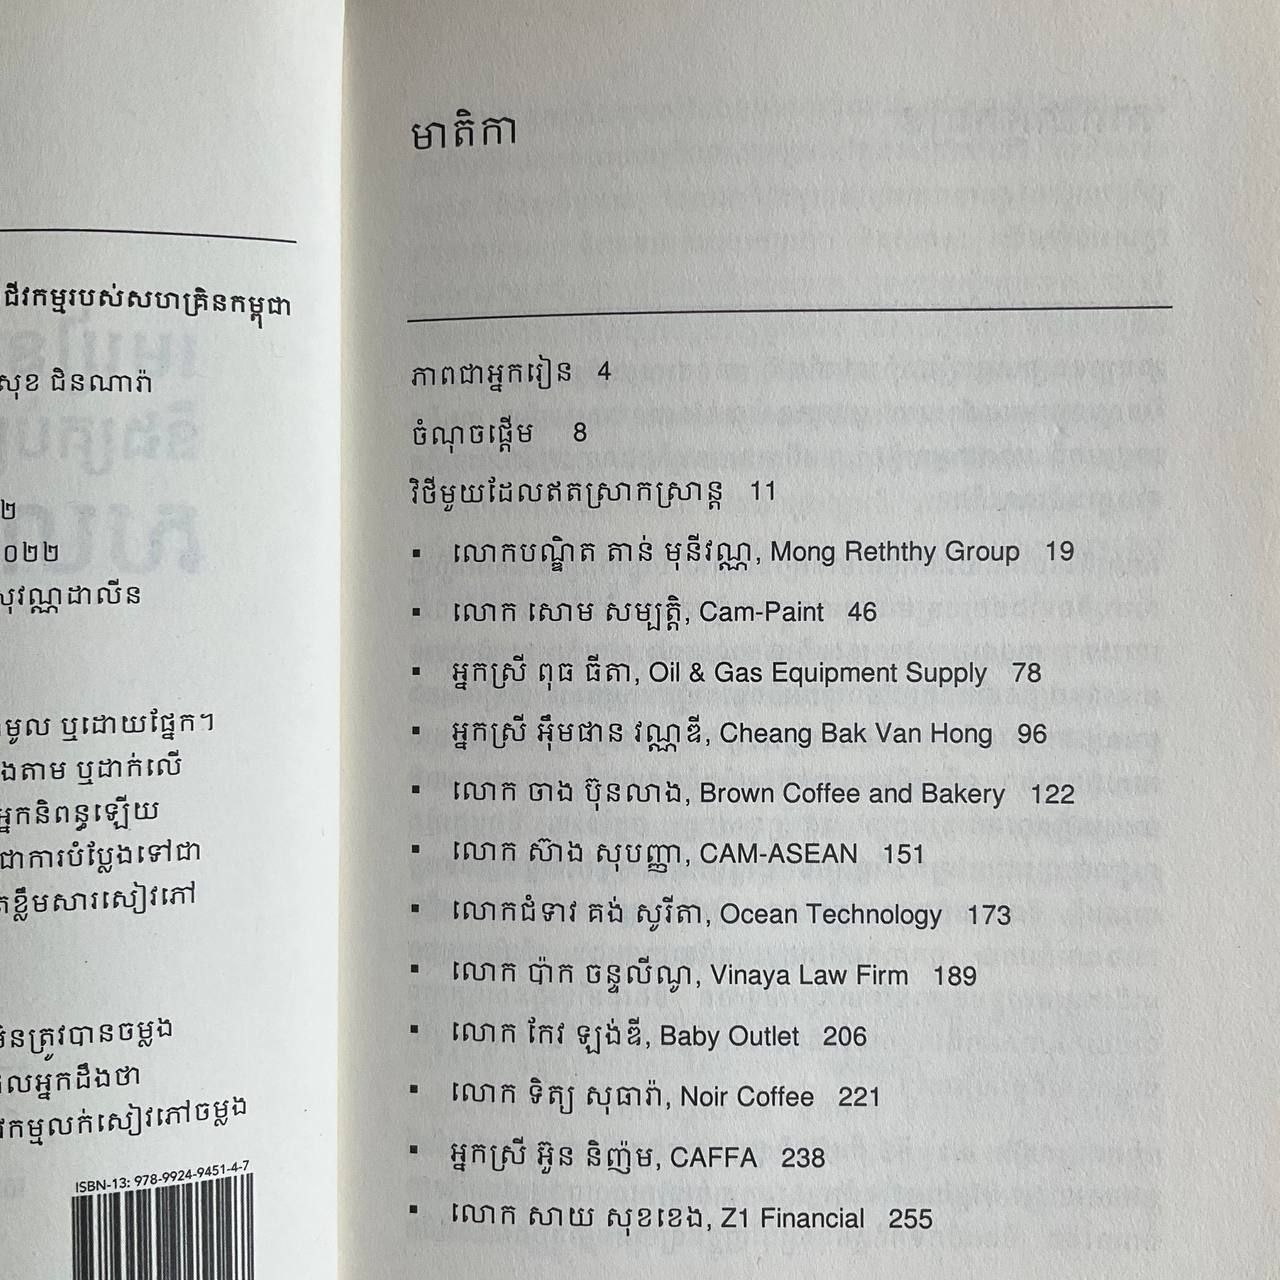 ជីវកម្មរបស់សហគ្រិនកម្ពុជា
សុខ ជិនណារ៉ា
២
០២២
សុវណ្ណដាលីន
មូល ឬដោយផ្នែក។
ងតាម ឬដាក់លើ
អ្នកនិពន្ធឡើយ
ជាការបំប្លែងទៅជា
ខ្លឹមសារសៀវភៅ
មិនត្រូវបានចម្លង
លអ្នកដឹងថា
កម្មលក់សៀវភៅចម្លង
ISBN-13: 978-9924-9451-4-7
មាតិកា
ភាពជាអ្នករៀន 4
ចំណុចផ្ដើម 8
វិថីមួយដែលឥតស្រាកស្រាន្ត 11
▪ លោកបណ្ឌិត តាន់ មុនីវណ្ណ, Mong Reththy Group 19
▪ លោក សោម សម្បត្តិ, Cam-Paint 46
▪ អ្នកស្រី ពុធ ធីតា, Oil & Gas Equipment Supply 78
▪ អ្នកស្រី អ៊ឹមផាន វណ្ណឌី, Cheang Bak Van Hong 96
▪ លោក ចាង ប៊ុនលាង, Brown Coffee and Bakery 122
▪ លោក ស៊ាង សុបញ្ញា, CAM-ASEAN 151
▪ លោកជំទាវ គង់ សូរីតា, Ocean Technology 173
▪ លោក ប៉ាក ចន្ទលីណូ, Vinaya Law Firm 189
▪ លោក កែវ ឡង់ឌី, Baby Outlet 206
▪ លោក ទិត្យ សុធារ៉ា, Noir Coffee 221
▪ អ្នកស្រី អ៊ួន និញ៉ម, CAFFA 238
▪ លោក សាយ សុខខេង, Z1 Financial 255